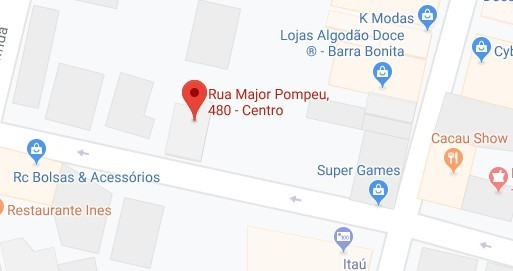 K Modas
Lojas Algodão Doce
® - Barra Bonita
Rua Major Pompeu,
480 - Centro
Cacau Show
Super Games
Rc Bolsas & Acessórios
Restaurante Ines
Itaú